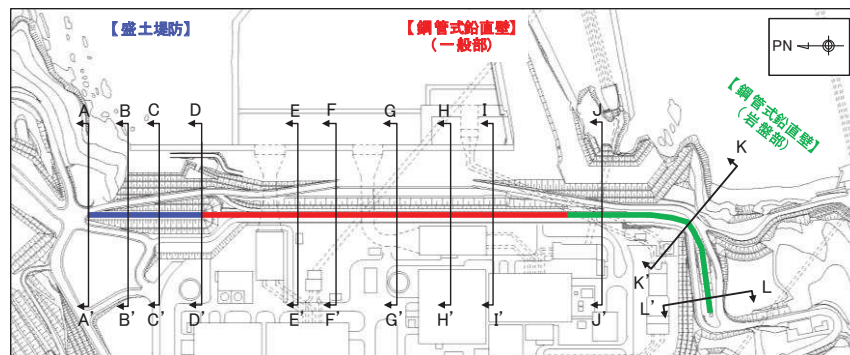 【盛土堤防】
【鋼管式鉛直壁】
(一般部)
PN
【鋼管式鉛直壁】
(岩盤部)
A B C D E F G H I J
K
K'
L' L
A' B' C' D' E' F' G' H' I' J'